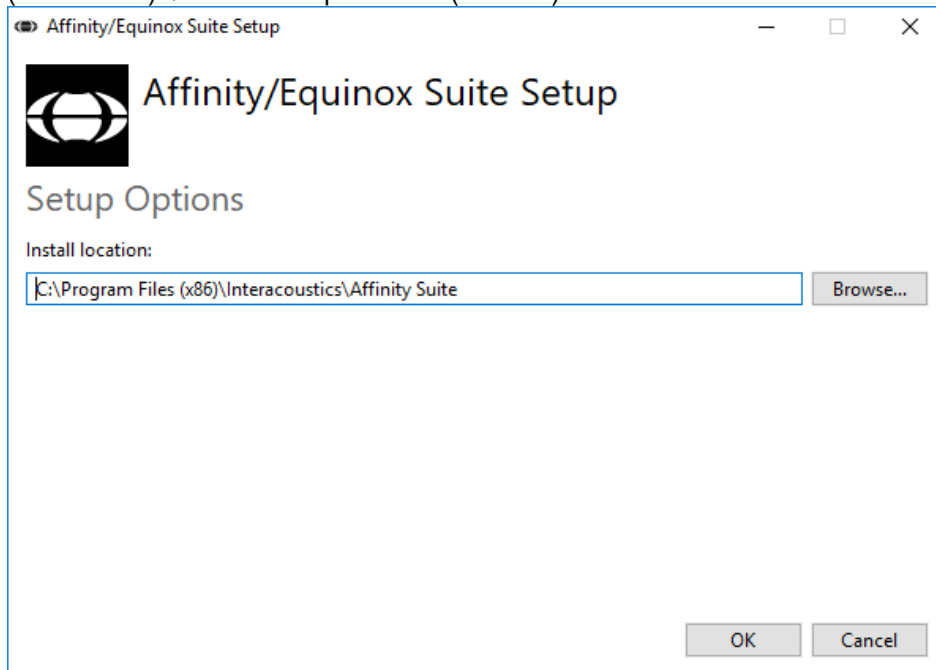 Affinity/Equinox Suite Setup
Affinity/Equinox Suite Setup
Setup Options
Install location:
C:\Program Files (x86)\Interacoustics\Affinity Suite
Browse...
OK Cancel